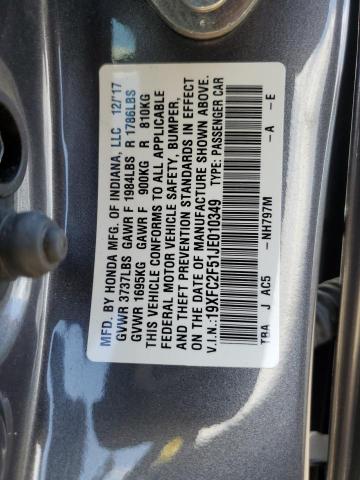 MFD. BY HONDA MFG. OF INDIANA, LLC 12/17
GVWR 3737LBS GAWR F 1984LBS R 1786LBS
GVWR 1695KG GAWR F 900KG R 810KG
THIS VEHICLE CONFORMS TO ALL APPLICABLE
FEDERAL MOTOR VEHICLE SAFETY, BUMPER,
AND THEFT PREVENTION STANDARDS IN EFFECT
ON THE DATE OF MANUFACTURE SHOWN ABOVE.
V.I.N.: 19XFC2F51JE010349 TYPE: PASSENGER CAR
TBA J AC5 -NH797M -A -E